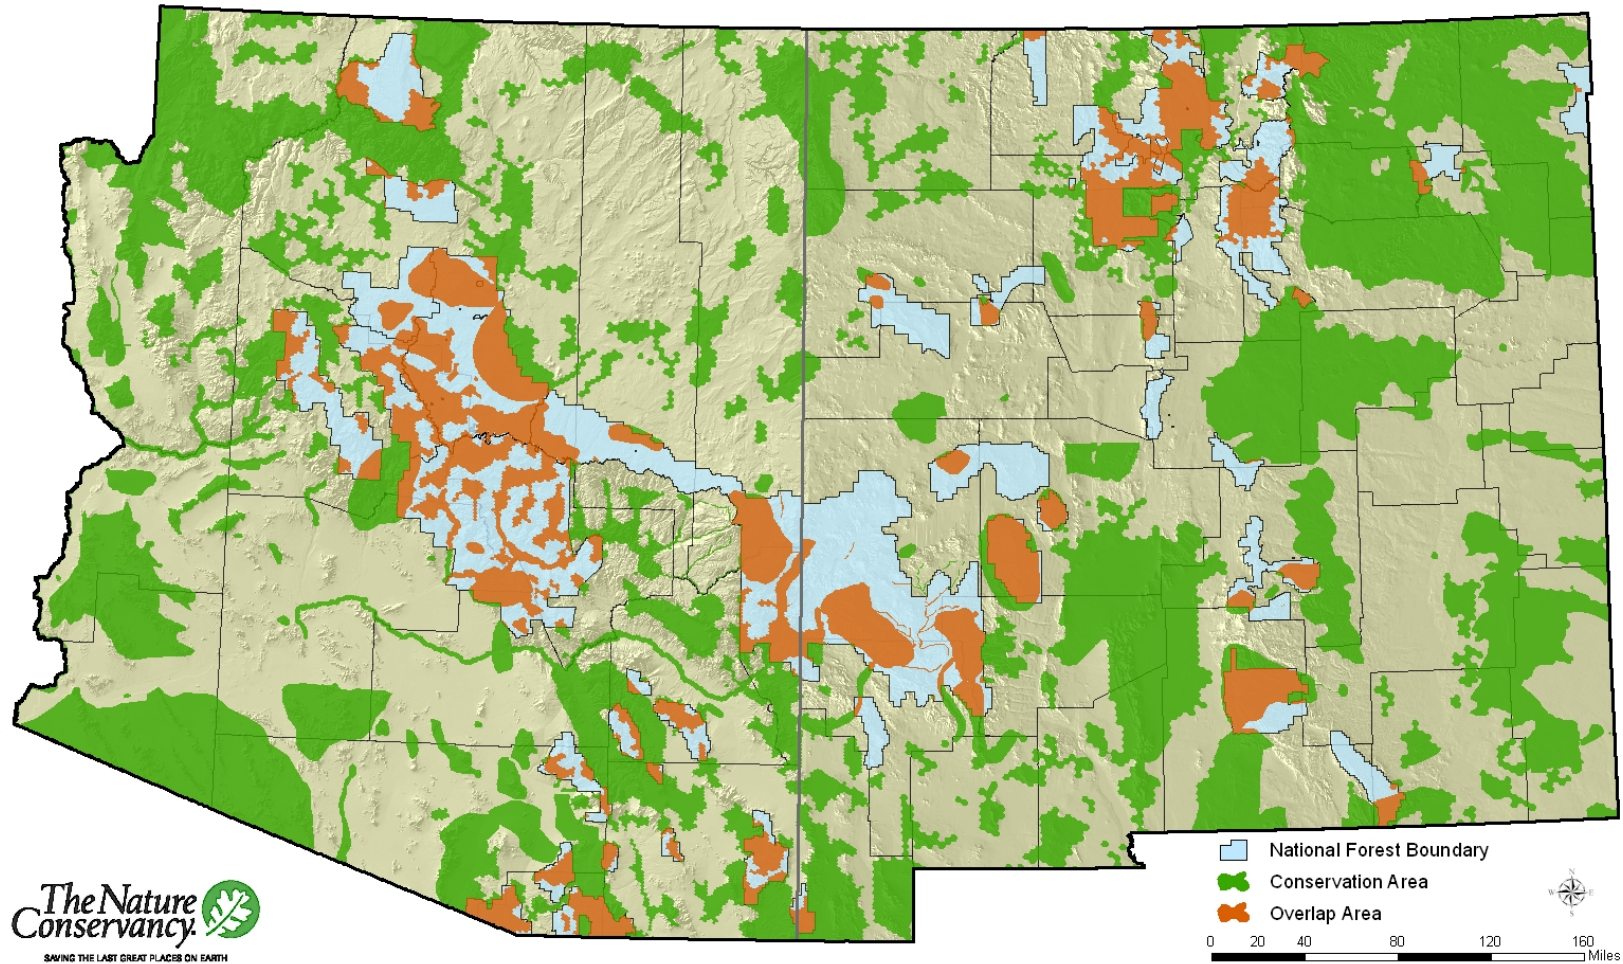 National Forest Boundary
Conservation Area
Overlap Area
N
W E
S
0 20 40 80 120 160
Miles
The Nature
Conservancy.
SAVING THE LAST GREAT PLACES ON EARTH